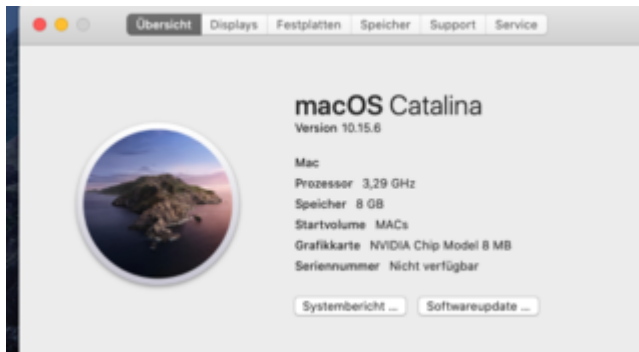 Übersicht Displays Festplatten Speicher Support Service
macOS Catalina
Version 10.15.6
Mac
Prozessor 3,29 GHz
Speicher 8 GB
Startvolume MACs
Grafikkarte NVIDIA Chip Model 8 MB
Seriennummer Nicht verfügbar
Systembericht ... Softwareupdate ...